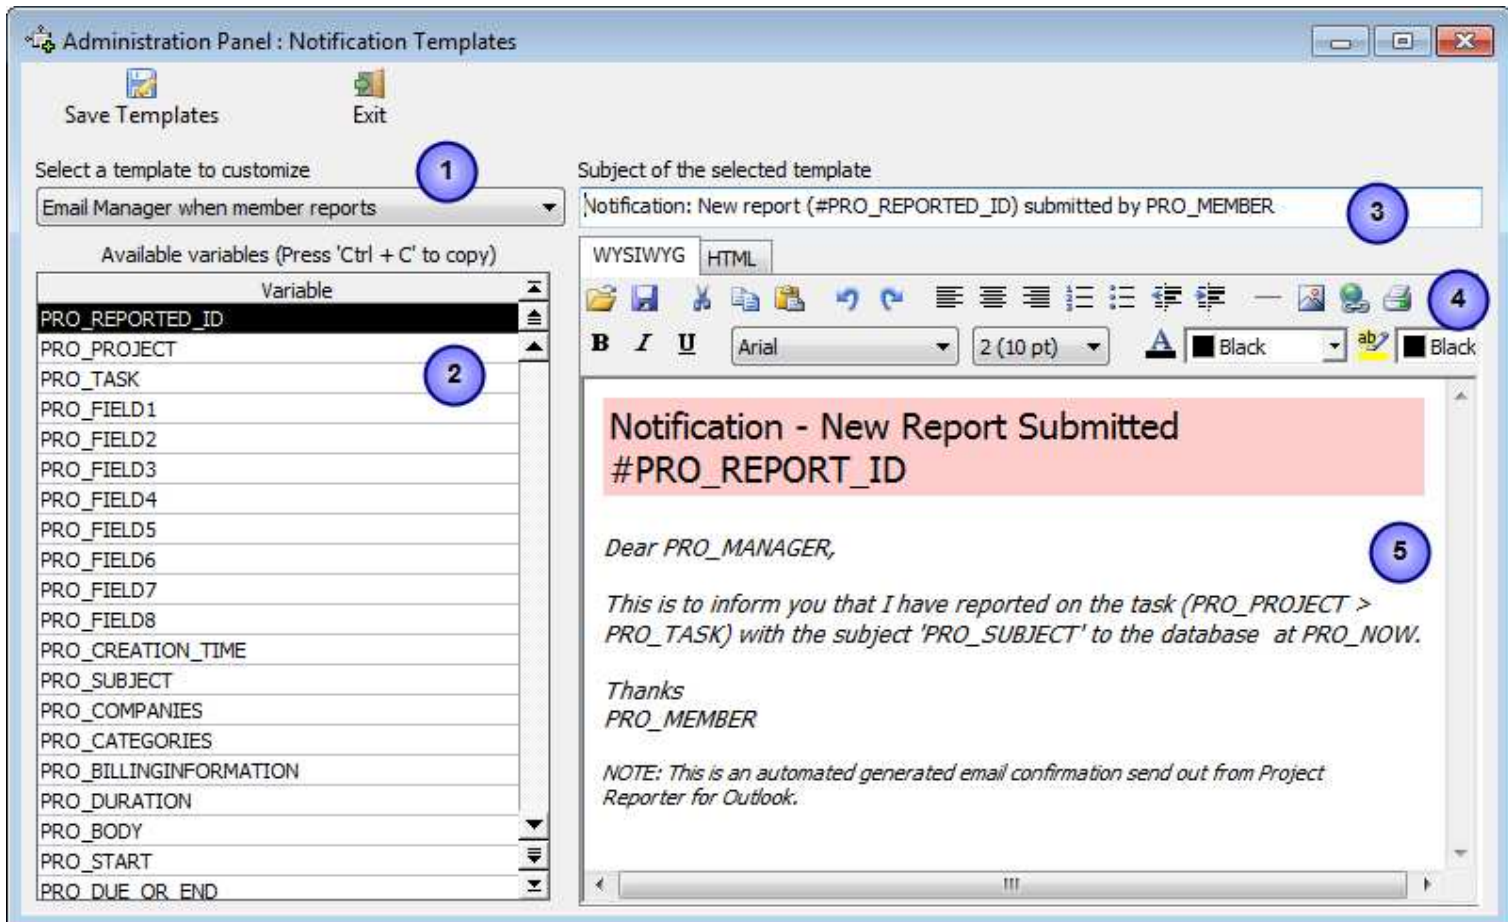 Administration Panel : Notification Templates
Save Templates
Exit
Select a template to customize
1
Email Manager when member reports
Available variables (Press 'Ctrl + C' to copy)
Variable
PRO_REPORTED_ID
PRO_PROJECT
2
PRO_TASK
PRO_FIELD1
PRO_FIELD2
PRO_FIELD3
PRO_FIELD4
PRO_FIELD5
PRO_FIELD6
PRO_FIELD7
PRO_FIELD8
PRO_CREATION_TIME
PRO_SUBJECT
PRO_COMPANIES
PRO_CATEGORIES
PRO_BILLINGINFORMATION
PRO_DURATION
PRO_BODY
PRO_START
PRO_DUE_OR_END
Subject of the selected template
Notification: New report (#PRO_REPORTED_ID) submitted by PRO_MEMBER
3
WYSIWYG HTML
4
B I U Arial 2 (10 pt) A Black ab Black
Notification - New Report Submitted
#PRO_REPORT_ID
Dear PRO_MANAGER,
5
This is to inform you that I have reported on the task (PRO_PROJECT >
PRO_TASK) with the subject 'PRO_SUBJECT' to the database at PRO_NOW.
Thanks
PRO_MEMBER
NOTE: This is an automated generated email confirmation send out from Project
Reporter for Outlook.